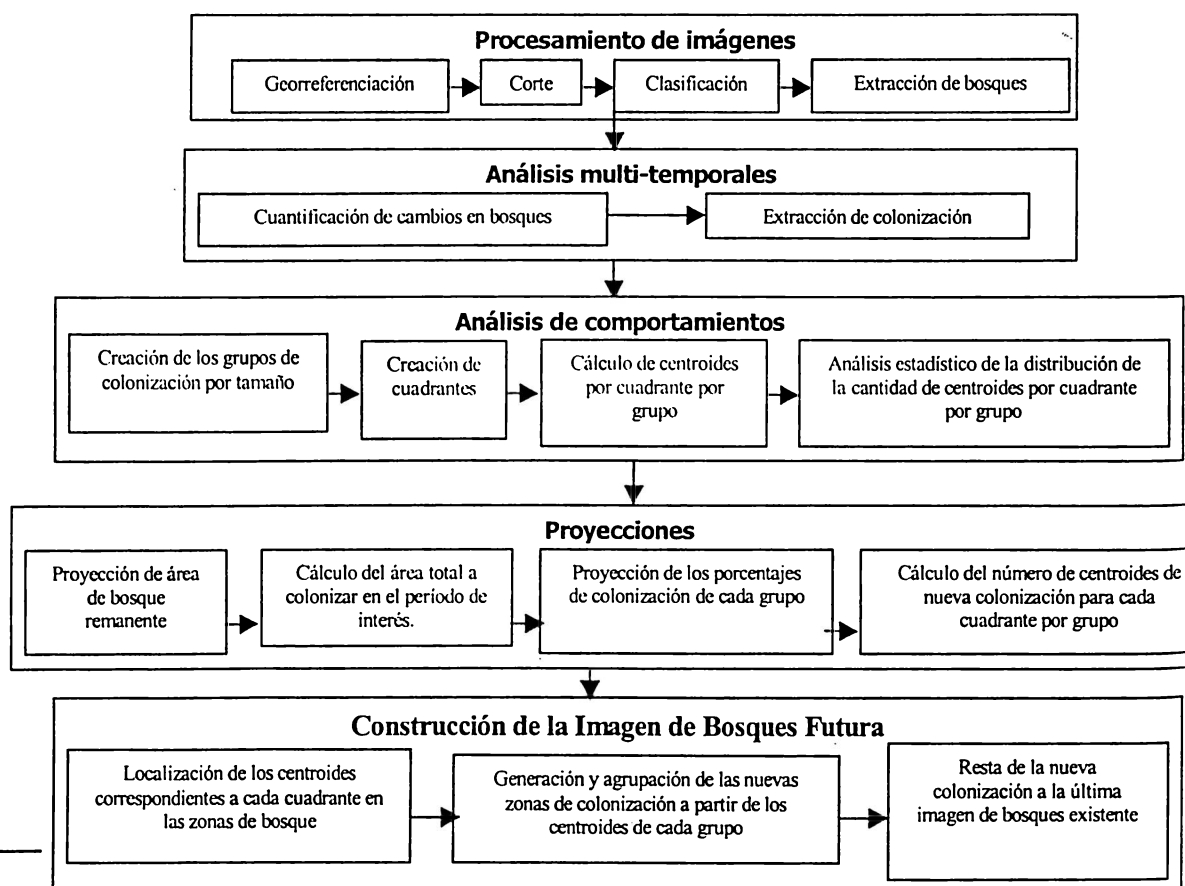 Procesamiento de imágenes
Georreferenciación
Corte
Clasificación
Extracción de bosques
Análisis multi-temporales
Cuantificación de cambios en bosques
Extracción de colonización
Análisis de comportamientos
Creación de los grupos de
colonización por tamaño
Creación de
cuadrantes
Cálculo de centroides
por cuadrante por
grupo
Análisis estadístico de la distribución de
la cantidad de centroides por cuadrante
por grupo
Proyecciones
Proyección de área
de bosque
remanente
Cálculo del área total a
colonizar en el período de
interés.
Proyección de los porcentajes
de colonización de cada grupo
Cálculo del número de centroides de
nueva colonización para cada
cuadrante por grupo
Construcción de la Imagen de Bosques Futura
Localización de los centroides
correspondientes a cada cuadrante en
las zonas de bosque
Generación y agrupación de las nuevas
zonas de colonización a partir de los
centroides de cada grupo
Resta de la nueva
colonización a la última
imagen de bosques existente